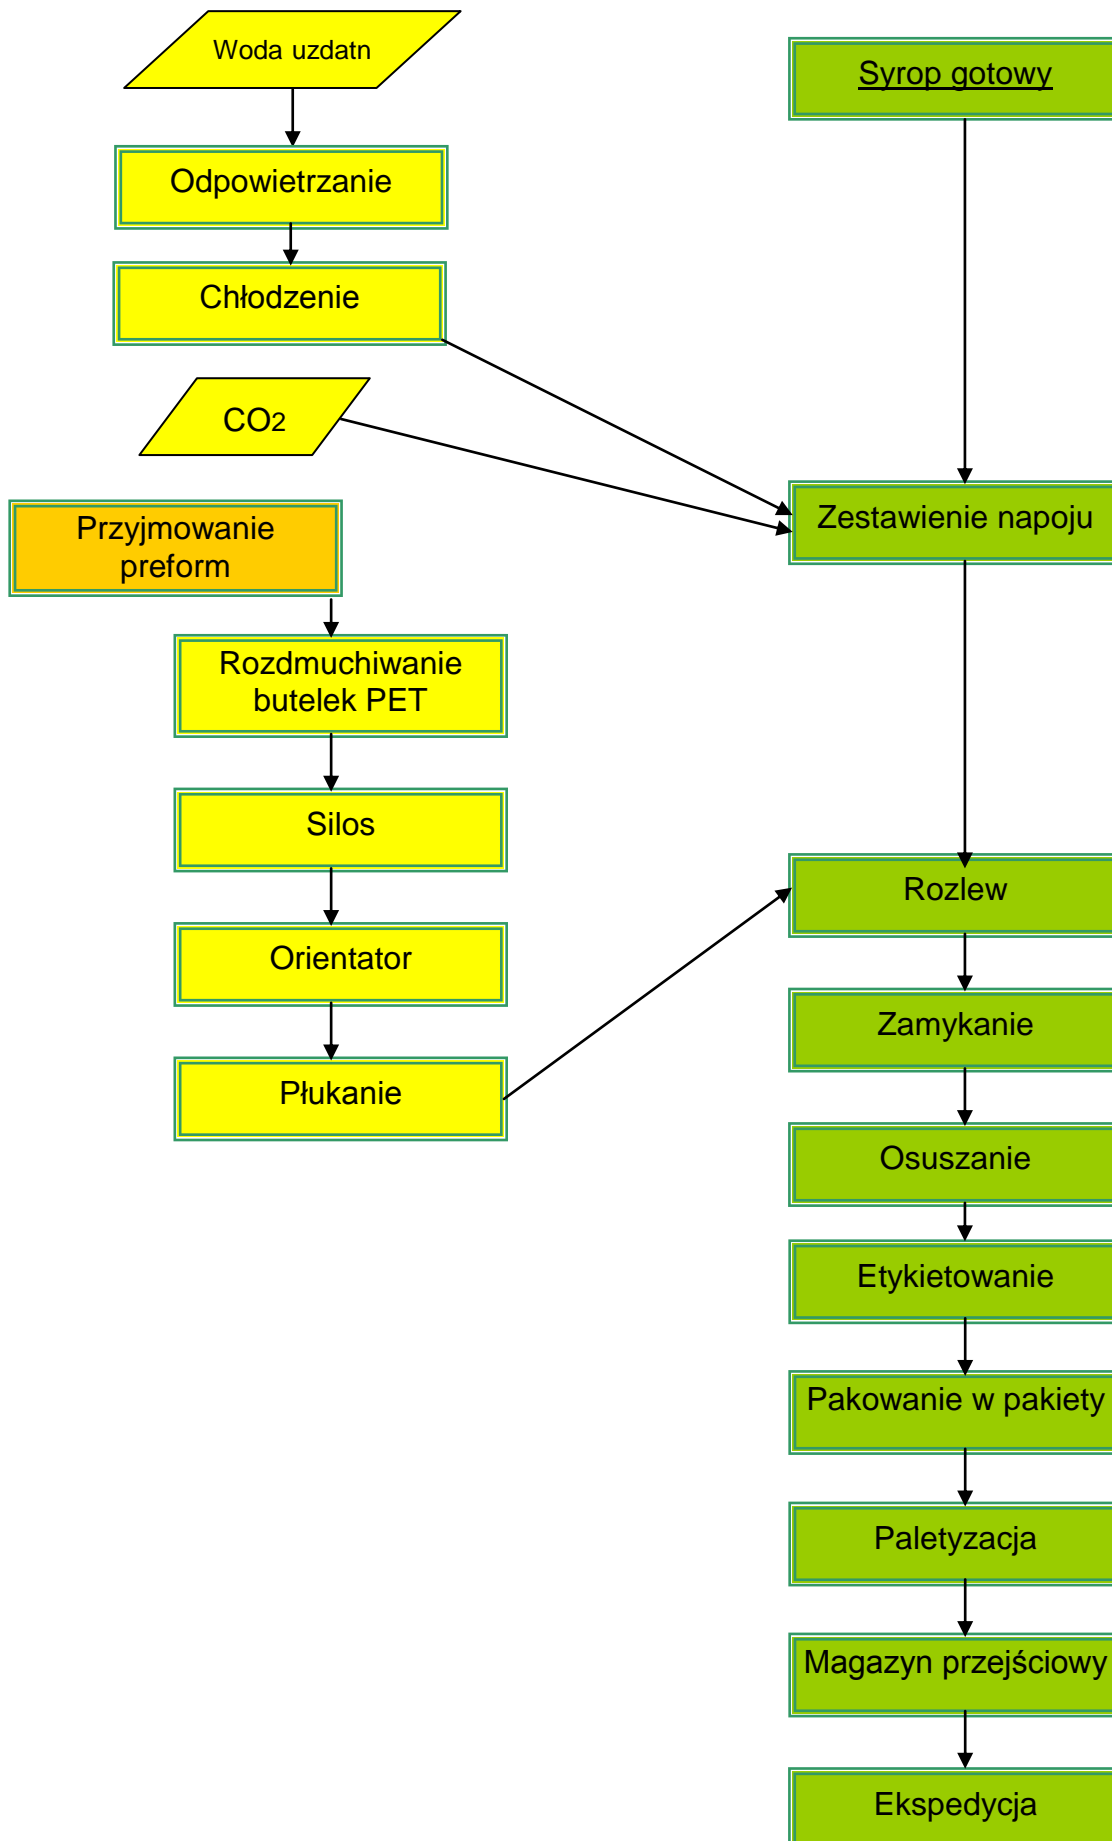 Woda uzdatn
Odpowietrzanie
Chłodzenie
CO2
Przyjmowanie
preform
Rozdmuchiwanie
butelek PET
Silos
Orientator
Płukanie
Syrop gotowy
Zestawienie napoju
Rozlew
Zamykanie
Osuszanie
Etykietowanie
Pakowanie w pakiety
Paletyzacja
Magazyn przejściowy
Ekspedycja